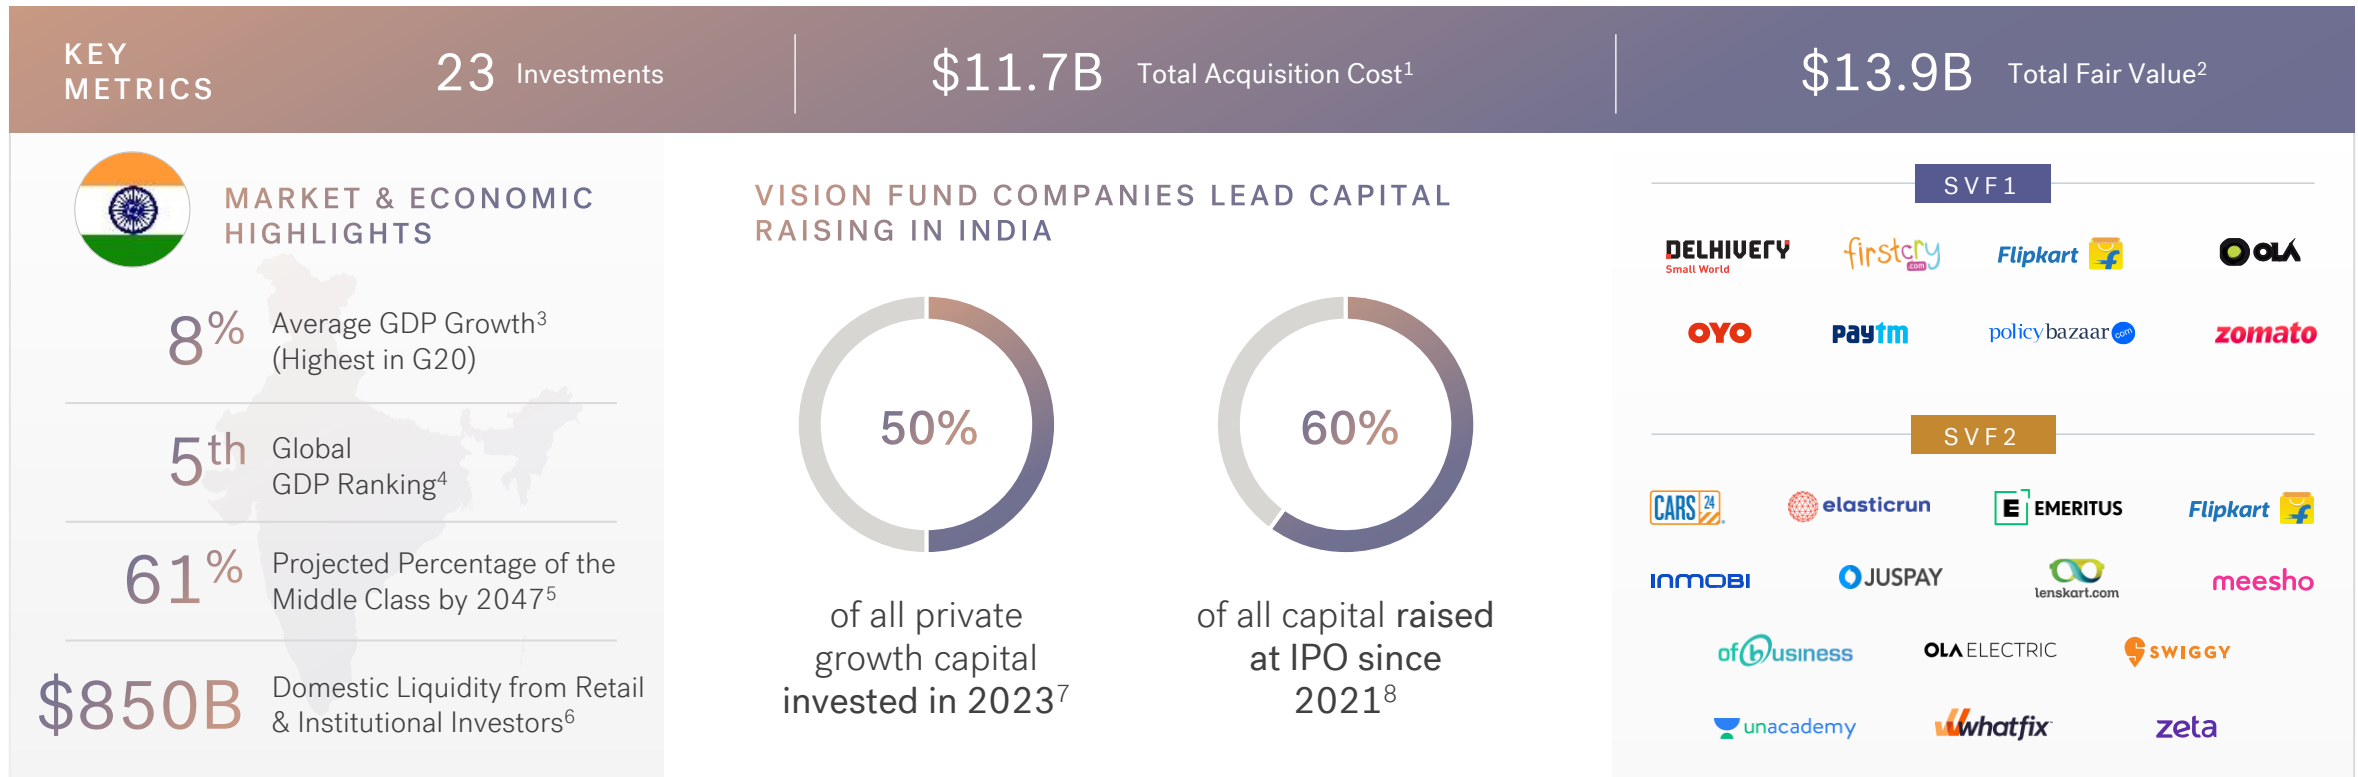 KEY
METRICS
23 Investments
$11.7B Total Acquisition Cost1
$13.9B Total Fair Value2
MARKET & ECONOMIC
HIGHLIGHTS
8% Average GDP Growth3
(Highest in G20)
5th Global
GDP Ranking4
61% Projected Percentage of the
Middle Class by 20475
$850B Domestic Liquidity from Retail
& Institutional Investors6
VISION FUND COMPANIES LEAD CAPITAL
RAISING IN INDIA
50%
of all private
growth capital
invested in 20237
60%
of all capital raised
at IPO since
20218
SVF1
DELHIVERY
Small World
firstcry
.com
Flipkart
OLA
OYO
paytm
policybazaar.com
zomato
SVF2
CARS24
elasticrun
E EMERITUS
Flipkart
INMOBI
JUSPAY
lenskart.com
meesho
ofbusiness
OLA ELECTRIC
SWIGGY
unacademy
whatfix
zeta